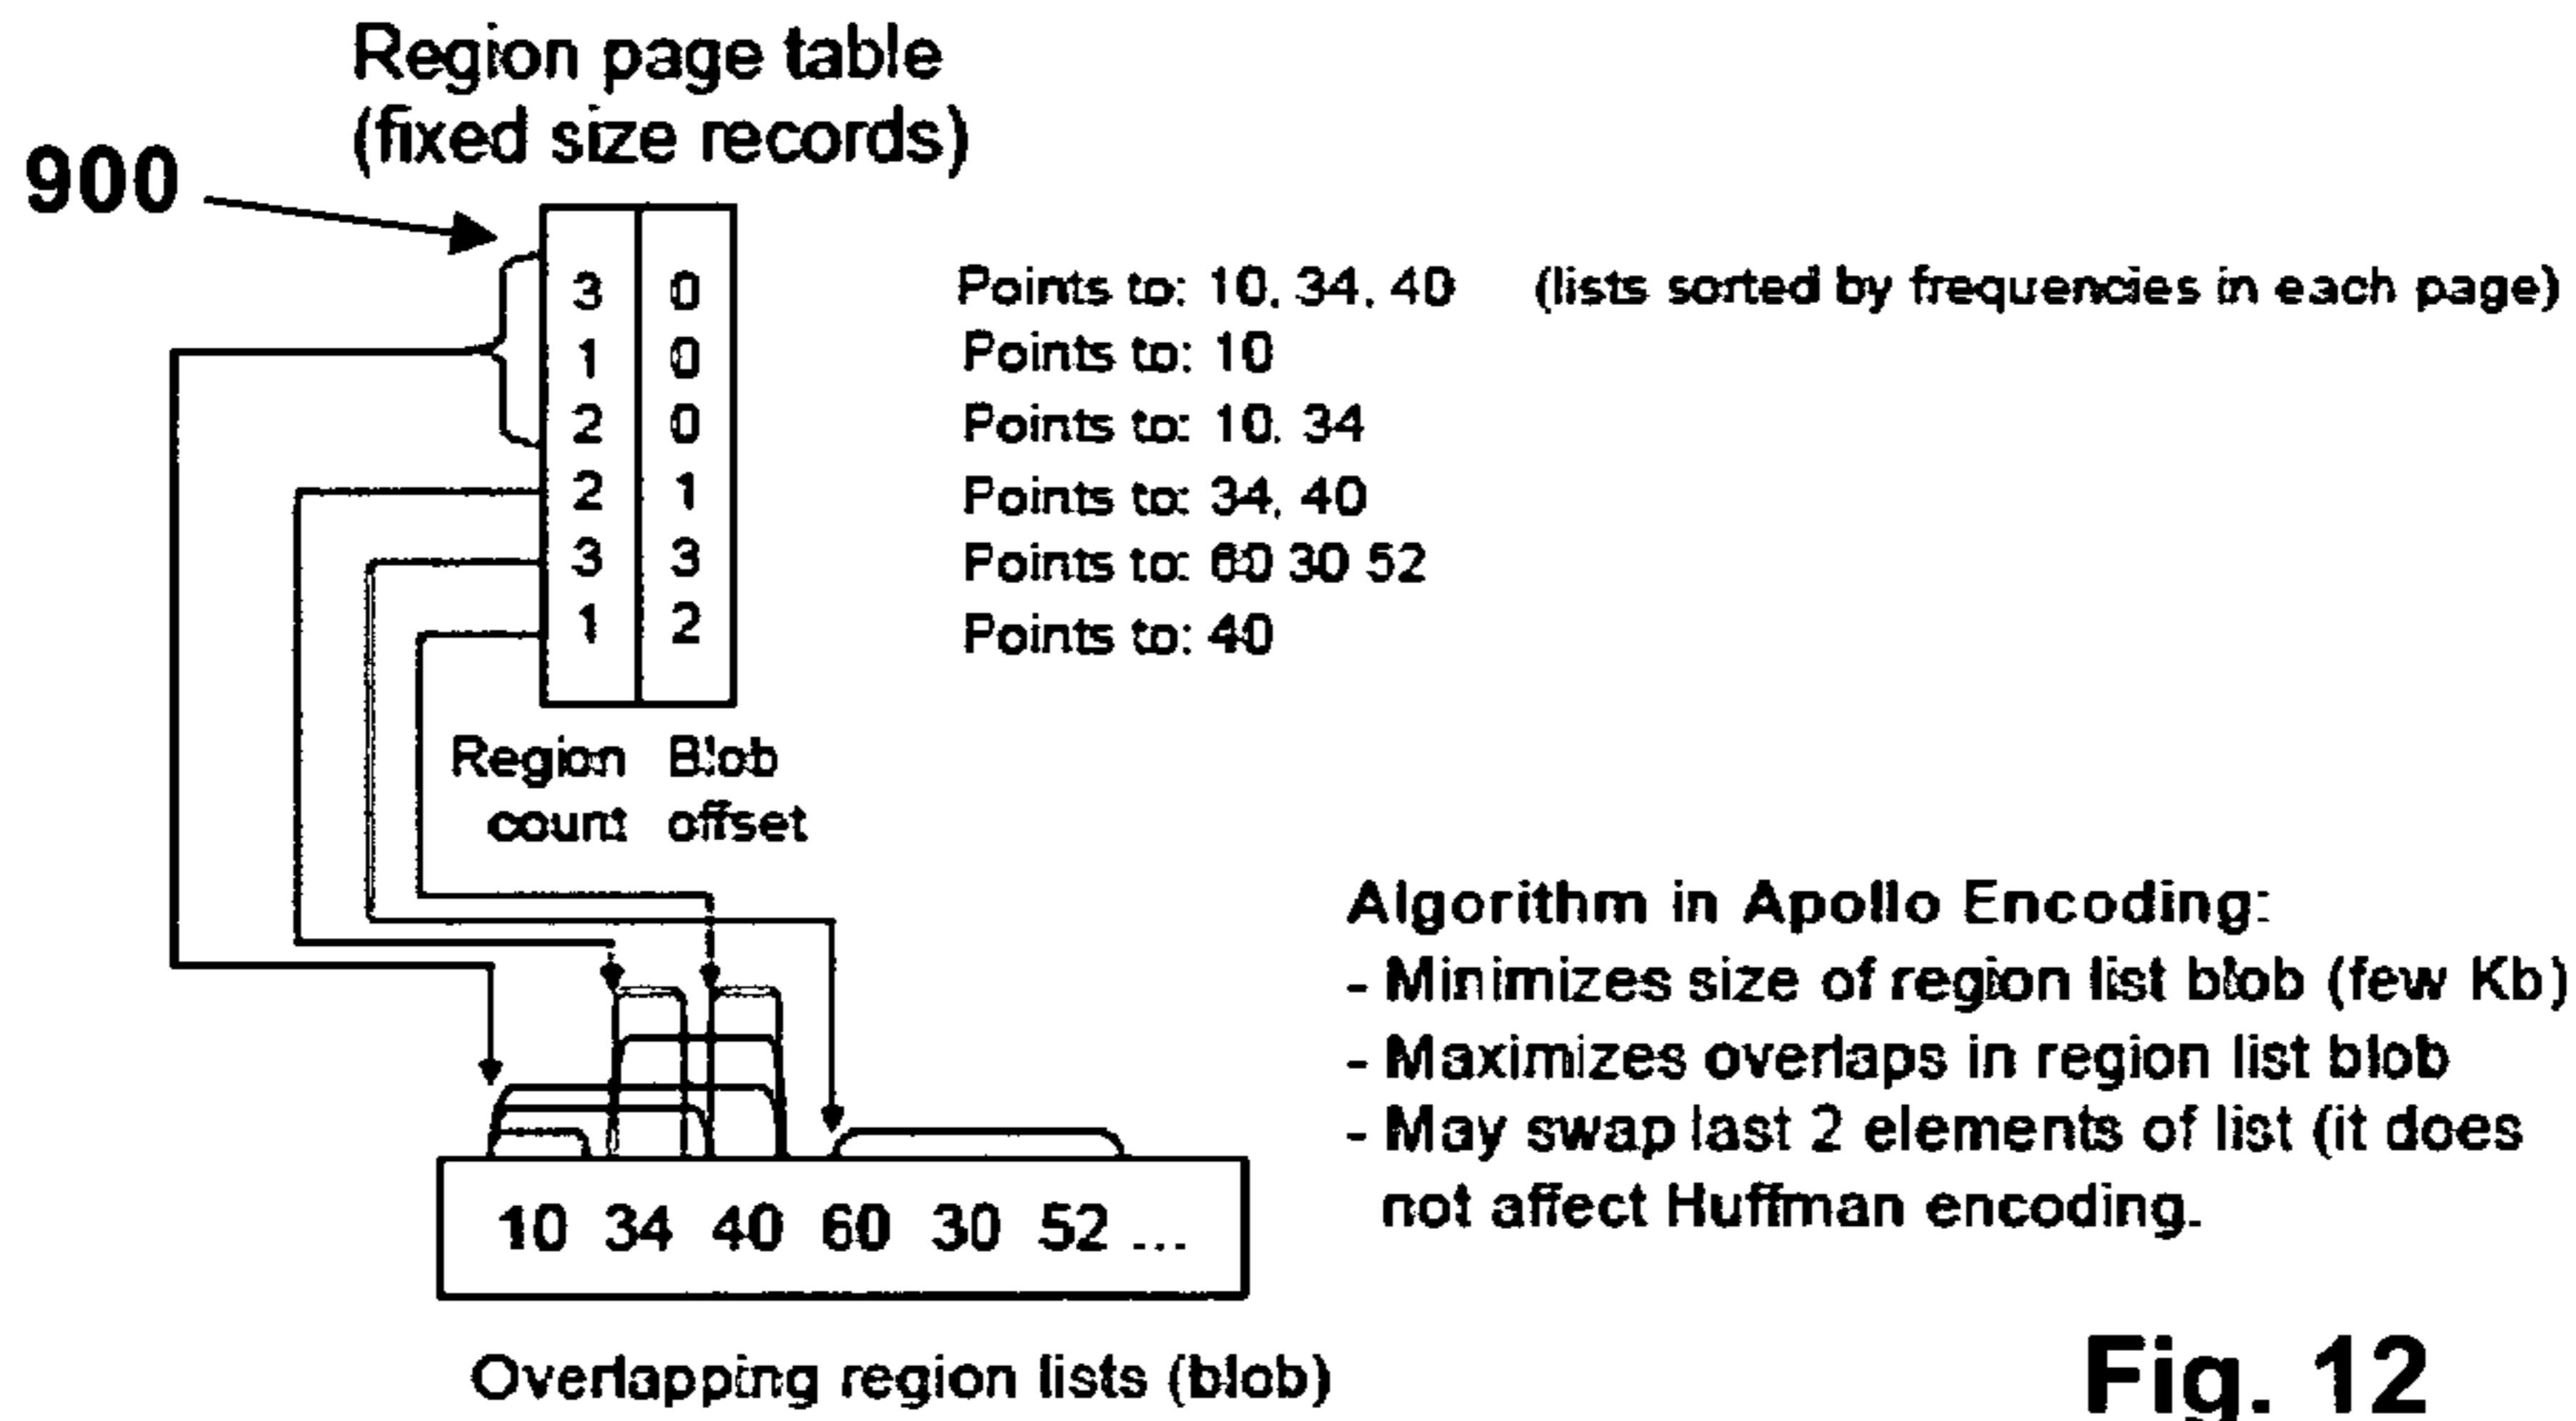 Region page table
(fixed size records)
900
3 0 Points to: 10, 34, 40 (lists sorted by frequencies in each page)
1 0 Points to: 10
2 0 Points to: 10, 34
2 1 Points to: 34, 40
3 3 Points to: 60 30 52
1 2 Points to: 40
Region Blob
count offset
Algorithm in Apollo Encoding:
- Minimizes size of region list blob (few Kb)
- Maximizes overlaps in region list blob
- May swap last 2 elements of list (it does
not affect Huffman encoding.
10 34 40 60 30 52 ...
Overlapping region lists (blob)
Fig. 12